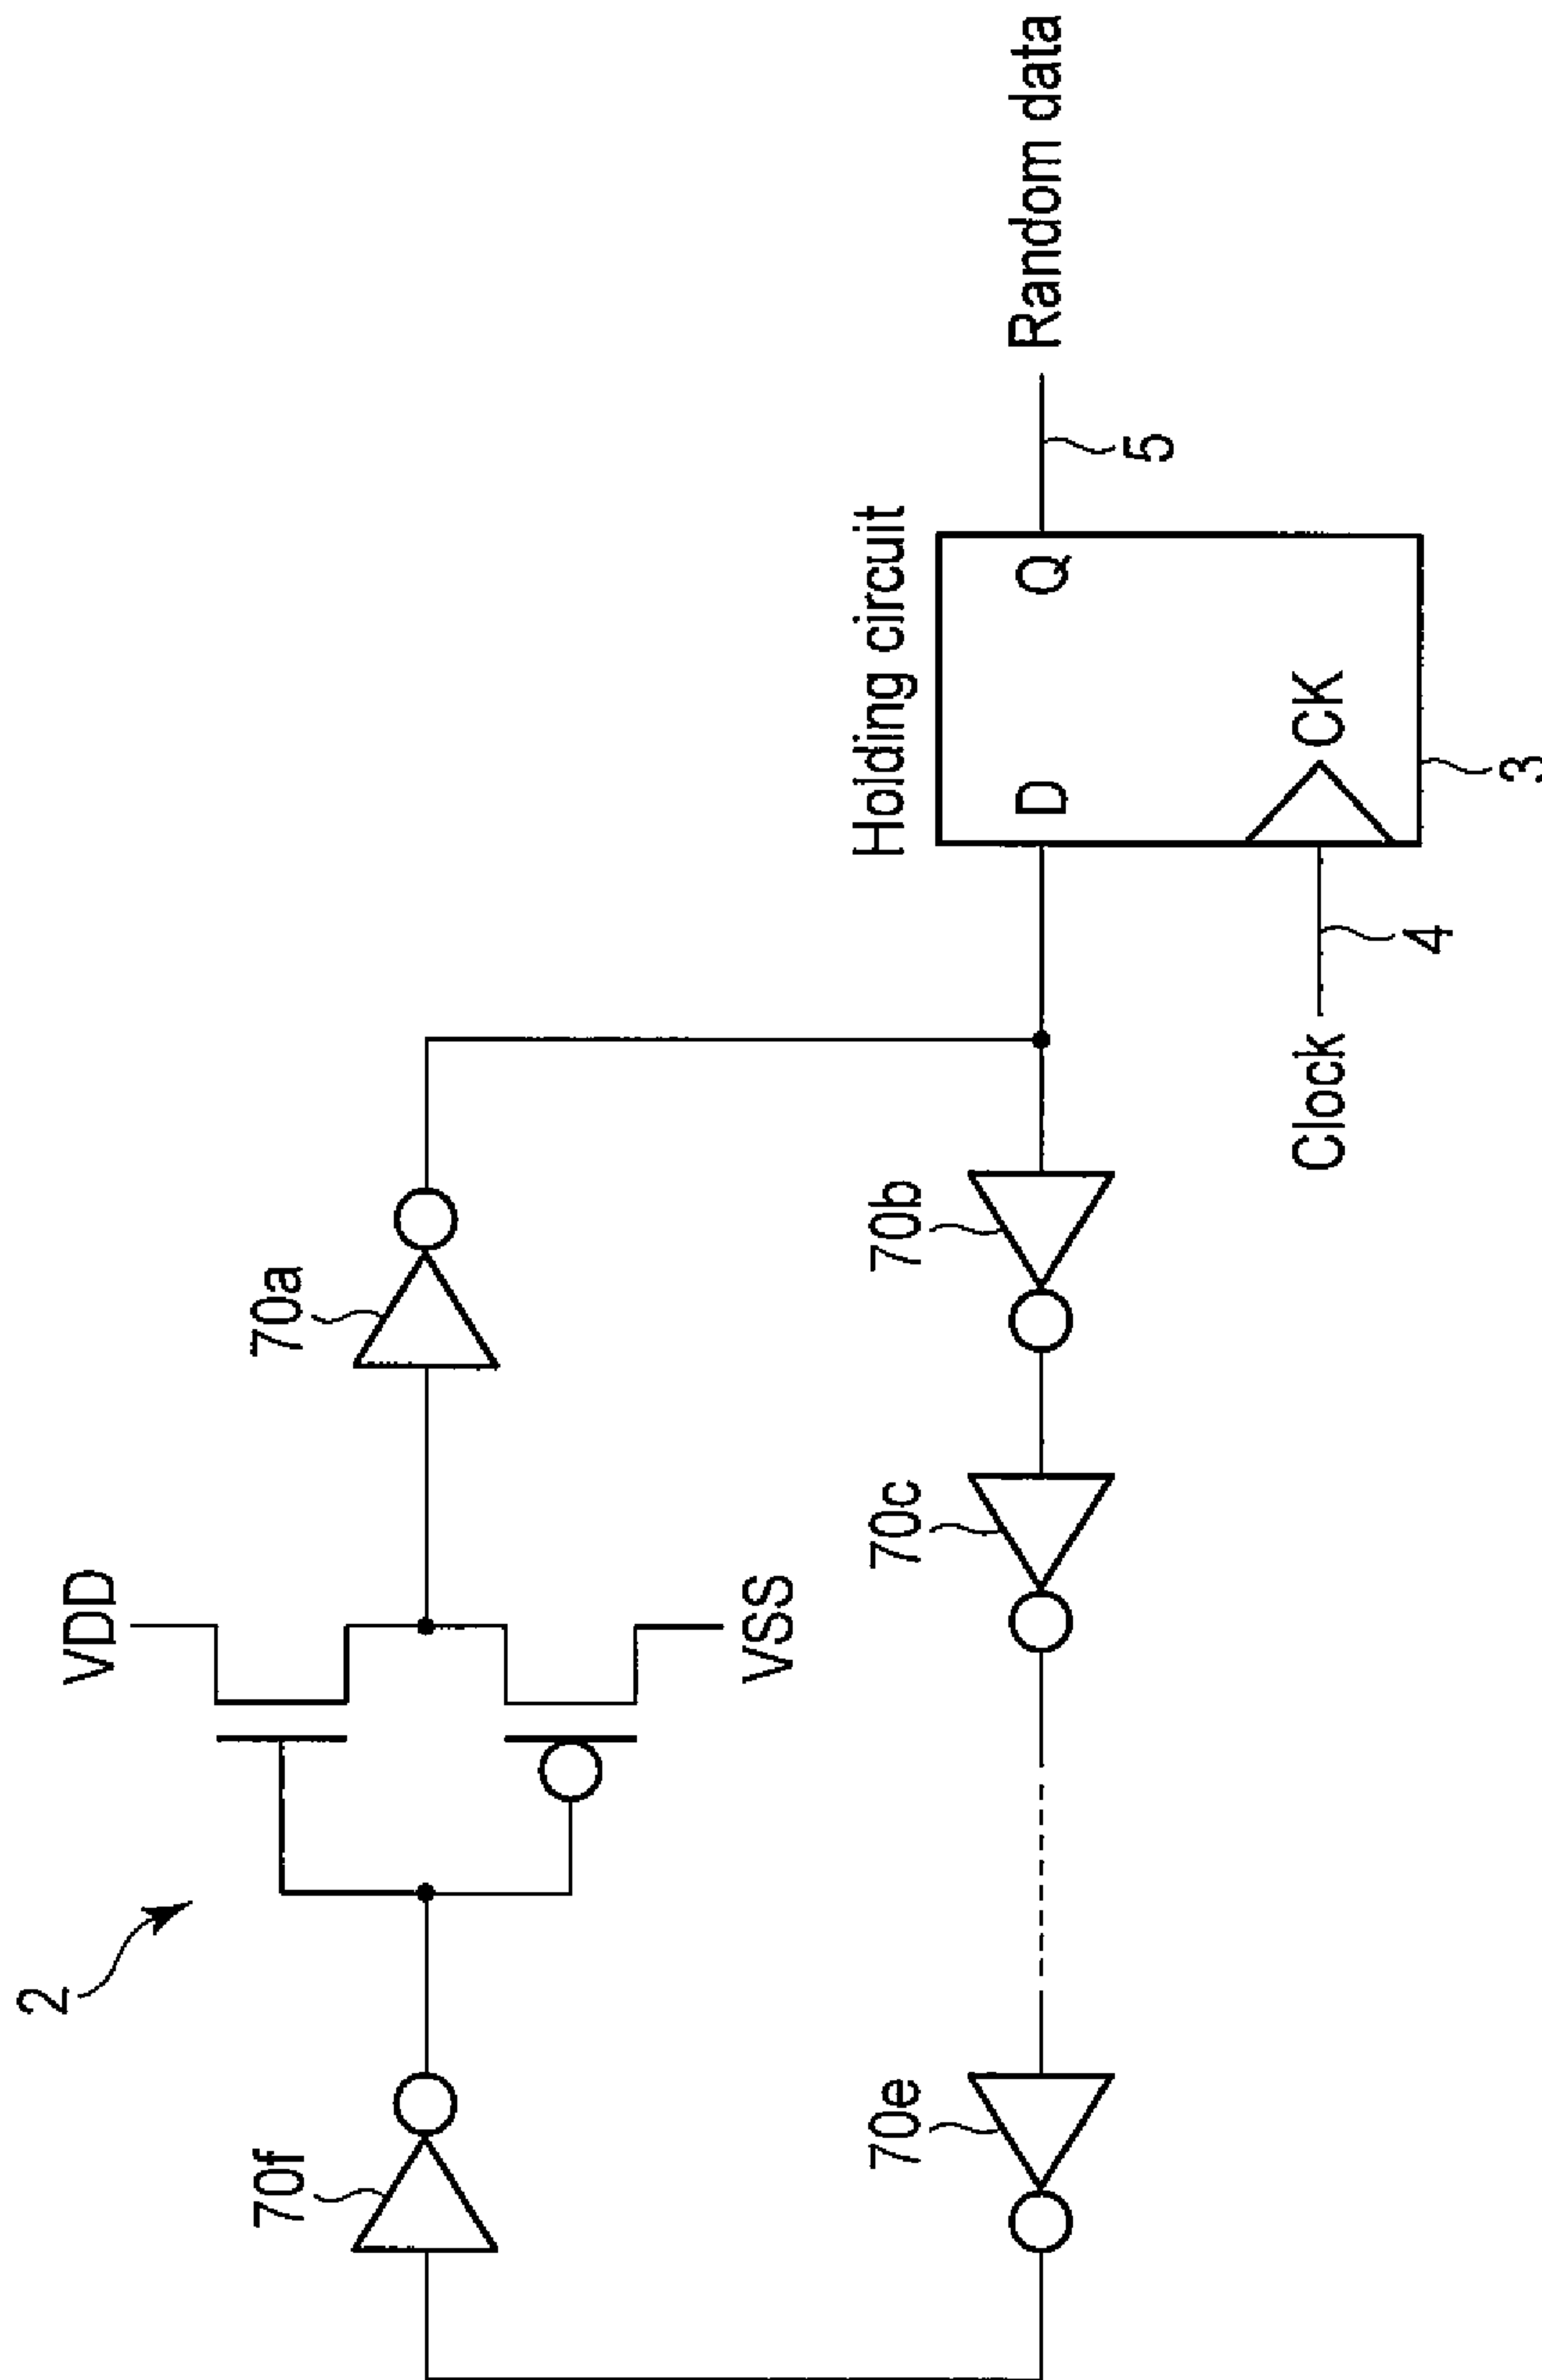 2
VDD
70f
70a
VSS
Holding circuit
70e
70c
70b
D
Q
Random data
5
Clock
CK
4
3